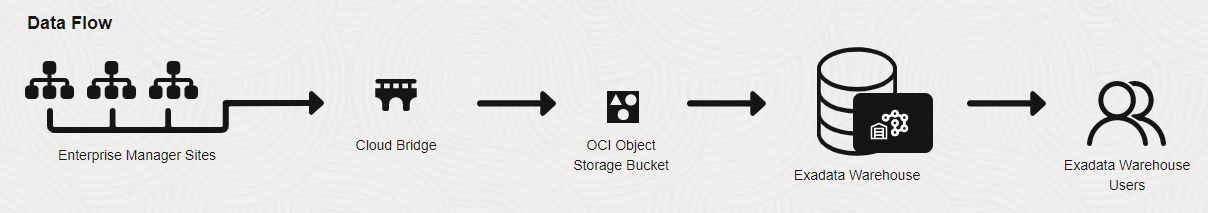 Data Flow
Enterprise Manager Sites
Cloud Bridge
OCI Object
Storage Bucket
Exadata Warehouse
Exadata Warehouse
Users